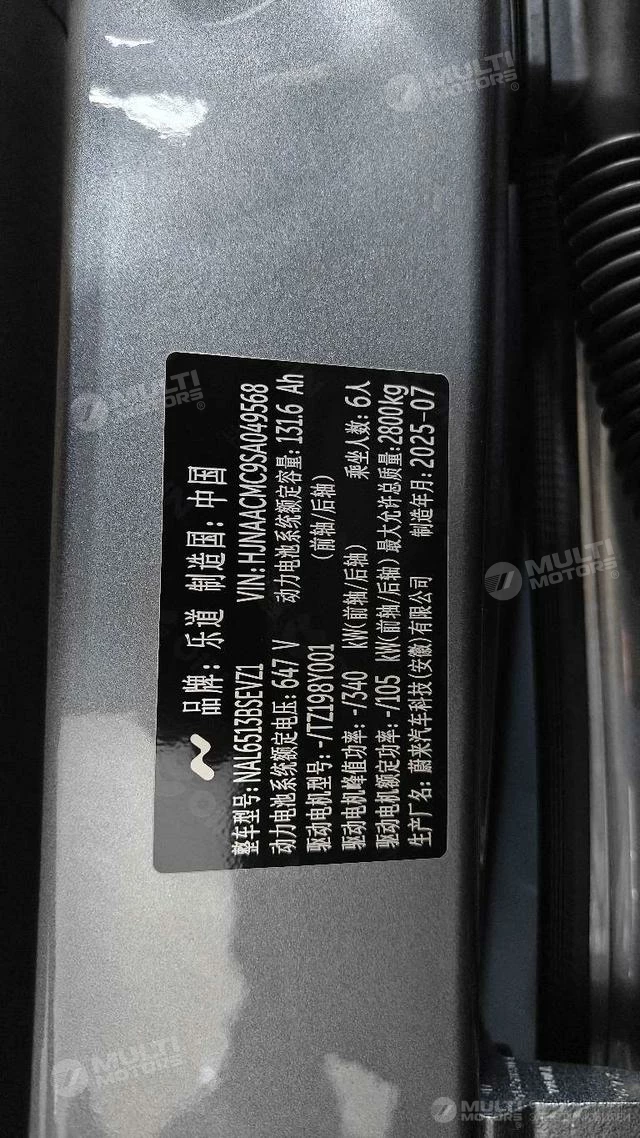 品牌: 乐道 制造国: 中国
整车型号: NAL6513BSEVZ1 VIN: HJNAACMC9SA049568
动力电池系统额定电压: 647 V 动力电池系统额定容量: 131.6 Ah
驱动电机型号: -/TZ198Y001 (前轴/后轴)
驱动电机峰值功率: -/340 kW(前轴/后轴) 乘坐人数: 6人
驱动电机额定功率: -/105 kW(前轴/后轴) 最大允许总质量: 2800kg
生产厂名: 蔚来汽车科技(安徽)有限公司 制造年月: 2025-07
MULTI MOTORS®
MULTI MOTORS®
MULTI MOTORS®
MULTI MOTORS®
MULTI MOTORS®